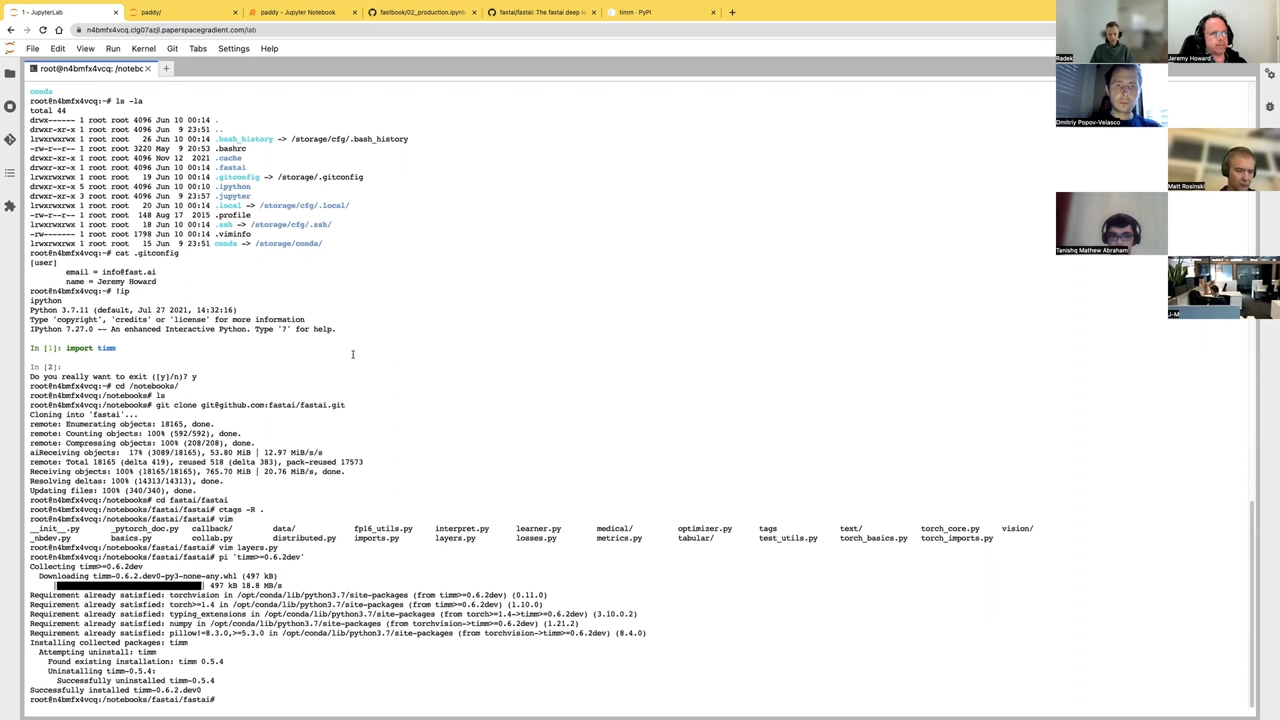 1 - JupyterLab
paddy/
paddy - Jupyter Notebook
fastbook/02_production.ipynb
fastai/fastai: The fastai deep le
timm · PyPI
n4bmfx4vcq.clg07azjl.paperspacegradient.com/lab
File Edit View Run Kernel Git Tabs Settings Help
root@n4bmfx4vcq: /noteboc
conda
root@n4bmfx4vcq:~# ls -la
total 44
drwx------ 1 root root 4096 Jun 10 00:14 .
drwxr-xr-x 1 root root 4096 Jun  9 23:51 ..
lrwxrwxrwx 1 root root   26 Jun 10 00:14 .bash_history -> /storage/cfg/.bash_history
-rw-r--r-- 1 root root 3220 May  9 20:53 .bashrc
drwxr-xr-x 1 root root 4096 Nov 12  2021 .cache
drwxr-xr-x 1 root root 4096 Jun 10 00:14 .fastai
lrwxrwxrwx 1 root root   19 Jun 10 00:14 .gitconfig -> /storage/.gitconfig
drwxr-xr-x 5 root root 4096 Jun 10 00:10 .ipython
drwxr-xr-x 3 root root 4096 Jun  9 23:57 .jupyter
lrwxrwxrwx 1 root root   20 Jun 10 00:14 .local -> /storage/cfg/.local/
-rw-r--r-- 1 root root  148 Aug 17  2015 .profile
lrwxrwxrwx 1 root root   18 Jun 10 00:14 .ssh -> /storage/cfg/.ssh/
-rw-r--r-- 1 root root 1798 Jun 10 00:14 .viminfo
lrwxrwxrwx 1 root root   15 Jun  9 23:51 conda -> /storage/conda/
root@n4bmfx4vcq:~# cat .gitconfig
[user]
email = info@fast.ai
name = Jeremy Howard
root@n4bmfx4vcq:~# !ip
ipython
Python 3.7.11 (default, Jul 27 2021, 14:32:16)
Type 'copyright', 'credits' or 'license' for more information
IPython 7.27.0 -- An enhanced Interactive Python. Type '?' for help.
In [1]: import timm
In [2]:
Do you really want to exit ([y]/n)? y
root@n4bmfx4vcq:~# cd /notebooks/
root@n4bmfx4vcq:/notebooks# ls
root@n4bmfx4vcq:/notebooks# git clone git@github.com:fastai/fastai.git
Cloning into 'fastai'...
remote: Enumerating objects: 18165, done.
remote: Counting objects: 100% (592/592), done.
remote: Compressing objects: 100% (208/208), done.
aiReceiving objects:  17% (3089/18165), 53.80 MiB | 12.97 MiB/s/s
remote: Total 18165 (delta 419), reused 518 (delta 383), pack-reused 17573
Receiving objects: 100% (18165/18165), 765.70 MiB | 20.76 MiB/s, done.
Resolving deltas: 100% (14313/14313), done.
Updating files: 100% (340/340), done.
root@n4bmfx4vcq:/notebooks# cd fastai/fastai
root@n4bmfx4vcq:/notebooks/fastai/fastai# ctags -R .
root@n4bmfx4vcq:/notebooks/fastai/fastai# vim
__init__.py _pytorch_doc.py callback/ data/ fp16_utils.py interpret.py learner.py medical/ optimizer.py tags text/ torch_core.py vision/
_nbdev.py basics.py collab.py distributed.py imports.py layers.py losses.py metrics.py tabular/ test_utils.py torch_basics.py torch_imports.py
root@n4bmfx4vcq:/notebooks/fastai/fastai# vim layers.py
root@n4bmfx4vcq:/notebooks/fastai/fastai# pi 'timm>=0.6.2dev'
Collecting timm>=0.6.2dev
Downloading timm-0.6.2.dev0-py3-none-any.whl (497 kB)
| 497 kB 18.8 MB/s
Requirement already satisfied: torchvision in /opt/conda/lib/python3.7/site-packages (from timm>=0.6.2dev) (0.11.0)
Requirement already satisfied: torch>=1.4 in /opt/conda/lib/python3.7/site-packages (from timm>=0.6.2dev) (1.10.0)
Requirement already satisfied: typing_extensions in /opt/conda/lib/python3.7/site-packages (from torch>=1.4->timm>=0.6.2dev) (3.10.0.2)
Requirement already satisfied: numpy in /opt/conda/lib/python3.7/site-packages (from torchvision->timm>=0.6.2dev) (1.21.2)
Requirement already satisfied: pillow!=8.3.0,>=5.3.0 in /opt/conda/lib/python3.7/site-packages (from torchvision->timm>=0.6.2dev) (8.4.0)
Installing collected packages: timm
Attempting uninstall: timm
Found existing installation: timm 0.5.4
Uninstalling timm-0.5.4:
Successfully uninstalled timm-0.5.4
Successfully installed timm-0.6.2.dev0
root@n4bmfx4vcq:/notebooks/fastai/fastai#
Radek
Jeremy Howard
Dmitriy Popov-Velasco
Matt Rosinski
Tanishq Mathew Abraham
J-M